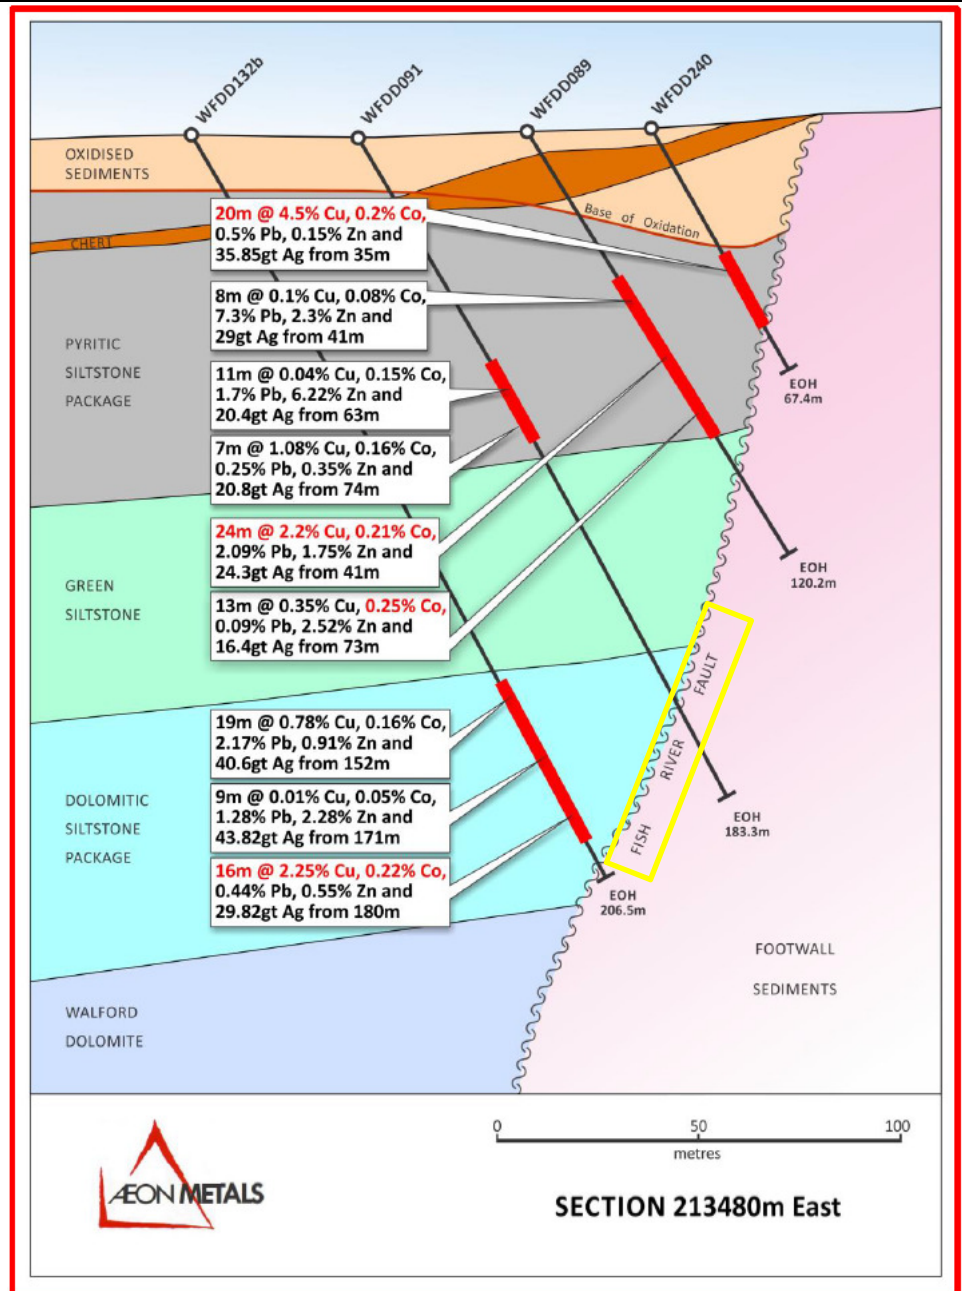 WFDD132b
WFDD091
WFDD089
WFDD240
OXIDISED
SEDIMENTS
Base of Oxidation
CHERT
20m @ 4.5% Cu, 0.2% Co,
0.5% Pb, 0.15% Zn and
35.85gt Ag from 35m
8m @ 0.1% Cu, 0.08% Co,
7.3% Pb, 2.3% Zn and
29gt Ag from 41m
PYRITIC
SILTSTONE
PACKAGE
11m @ 0.04% Cu, 0.15% Co,
1.7% Pb, 6.22% Zn and
20.4gt Ag from 63m
EOH
67.4m
7m @ 1.08% Cu, 0.16% Co,
0.25% Pb, 0.35% Zn and
20.8gt Ag from 74m
24m @ 2.2% Cu, 0.21% Co,
2.09% Pb, 1.75% Zn and
24.3gt Ag from 41m
EOH
120.2m
GREEN
SILTSTONE
13m @ 0.35% Cu, 0.25% Co,
0.09% Pb, 2.52% Zn and
16.4gt Ag from 73m
FISH RIVER FAULT
19m @ 0.78% Cu, 0.16% Co,
2.17% Pb, 0.91% Zn and
40.6gt Ag from 152m
DOLOMITIC
SILTSTONE
PACKAGE
9m @ 0.01% Cu, 0.05% Co,
1.28% Pb, 2.28% Zn and
43.82gt Ag from 171m
EOH
183.3m
16m @ 2.25% Cu, 0.22% Co,
0.44% Pb, 0.55% Zn and
29.82gt Ag from 180m
EOH
206.5m
FOOTWALL
SEDIMENTS
WALFORD
DOLOMITE
0 50 100
metres
ÆON METALS
SECTION 213480m East